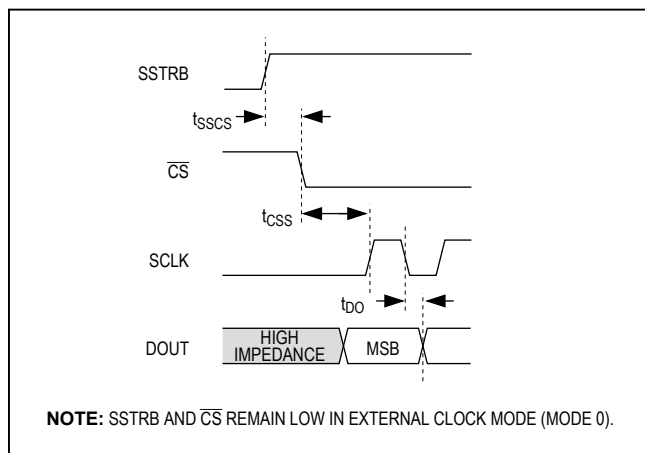 SSTRB
tSSCS
CS
tCSS
SCLK
tDO
DOUT
HIGH
IMPEDANCE
MSB
NOTE: SSTRB AND CS REMAIN LOW IN EXTERNAL CLOCK MODE (MODE 0).